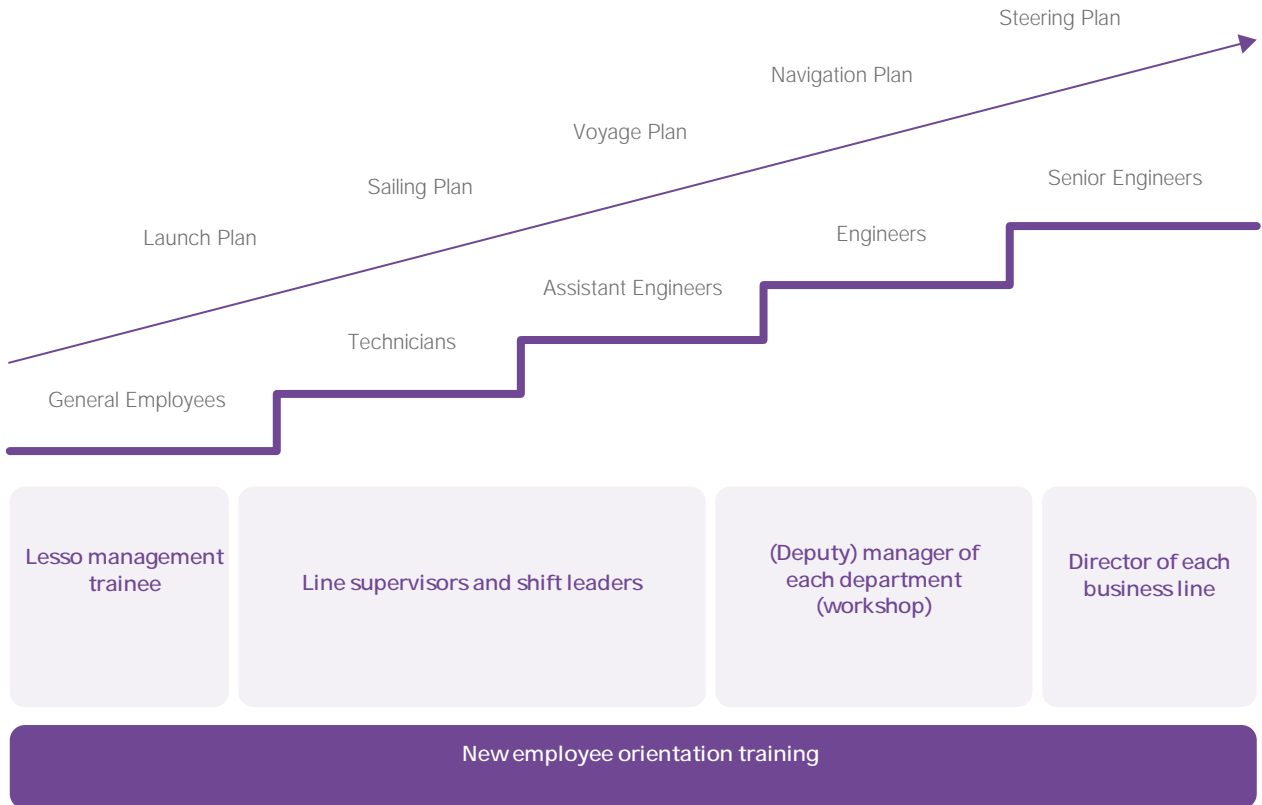 Steering Plan
Navigation Plan
Voyage Plan
Sailing Plan
Launch Plan
Senior Engineers
Engineers
Assistant Engineers
Technicians
General Employees
Lesso management
trainee
Line supervisors and shift leaders
(Deputy) manager of
each department
(workshop)
Director of each
business line
New employee orientation training